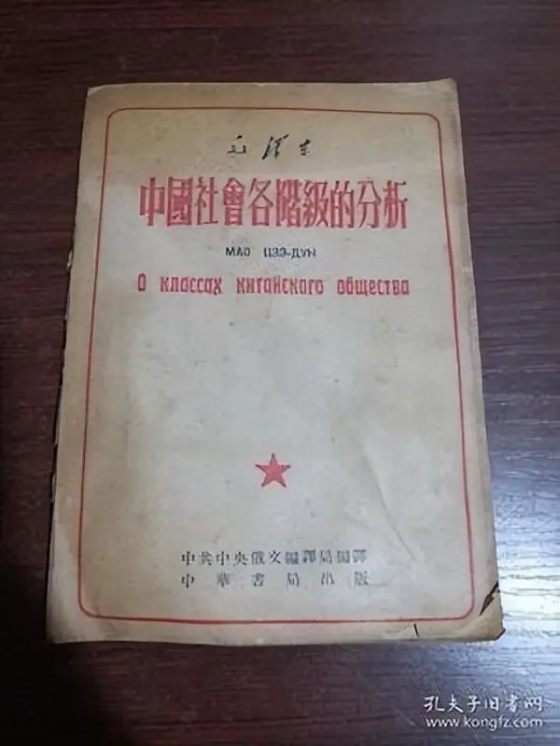 毛澤東
中國社會各階級的分析
МАО ЦЗЭ-ДУН
О классах китайского общества
中共中央俄文編譯局編譯
中華書局出版
孔夫子旧书网
www.kongfz.com